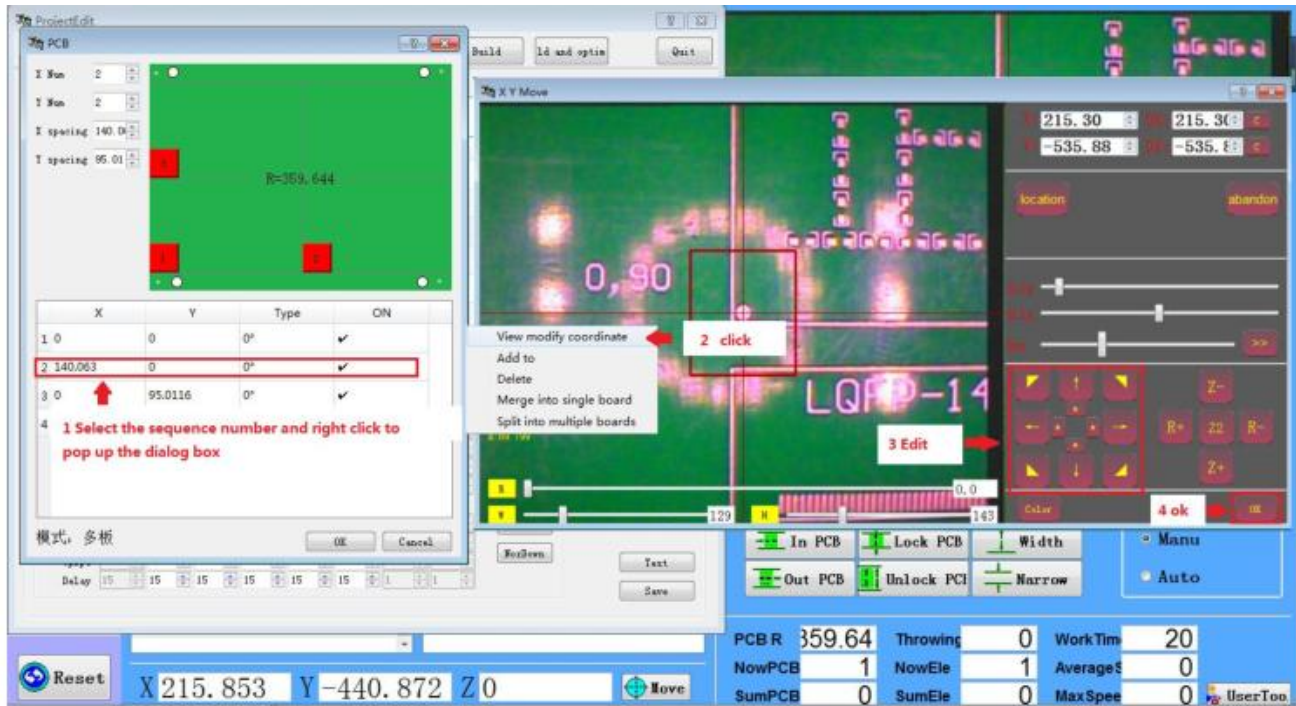 ProjectEdit
PCB
X Num 2
Y Num 2
X spacing 140.0
Y spacing 95.01
R=359.644
X Y Type ON
1 0 0 0° ✔
2 140.063 0 0° ✔
3 0 95.0116 0° ✔
4
1 Select the sequence number and right click to
pop up the dialog box
模式: 多板
OK Cancel
Build ld and optim Quit
Delay 15 15 15 15 15 15 1 1
Test
Save
X Y Move
215.30 215.30
-535.88 -535.8
location abandon
0,90
LQFP-14
View modify coordinate
Add to
Delete
Merge into single board
Split into multiple boards
2 click
3 Edit
>>
Z-
R+ 22 R-
Z+
R 0.0
W 129 H 143
Color 4 ok OK
In PCB Lock PCB Width
Out PCB Unlock PCI Narrow
Manu
Auto
Reset
X 215.853 Y -440.872 Z 0 Move
PCB R 359.64 Throwing 0 WorkTim 20
NowPCB 1 NowEle 1 AverageS 0
SumPCB 0 SumEle 0 MaxSpee 0 UserToo